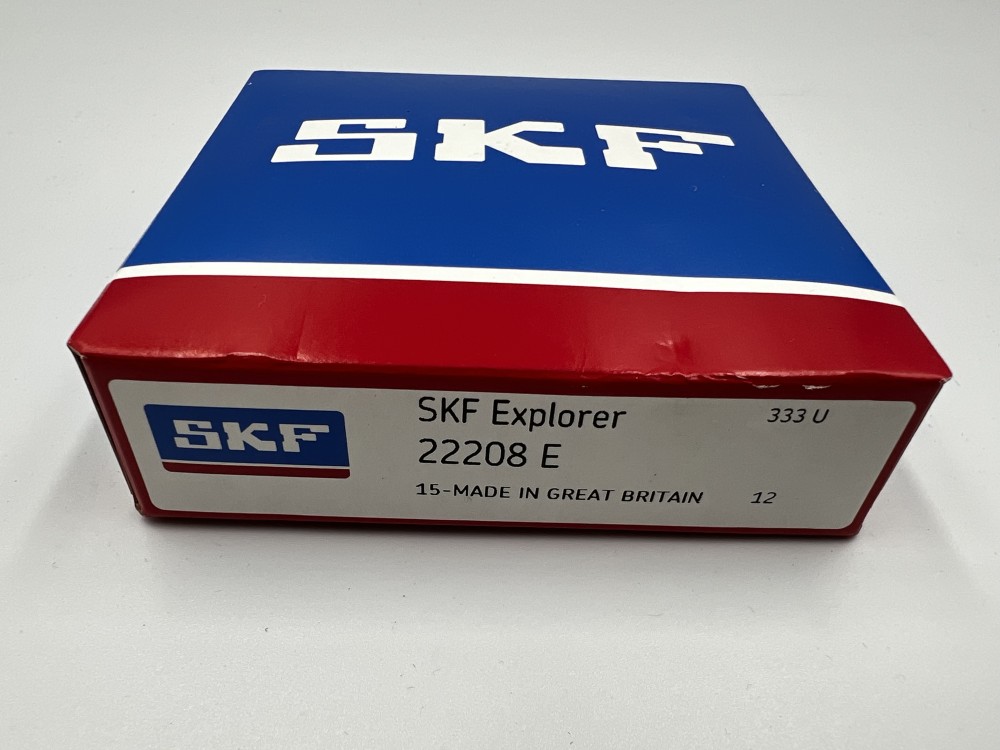 SKF
SKF
SKF Explorer
333 U
22208 E
15-MADE IN GREAT BRITAIN
12